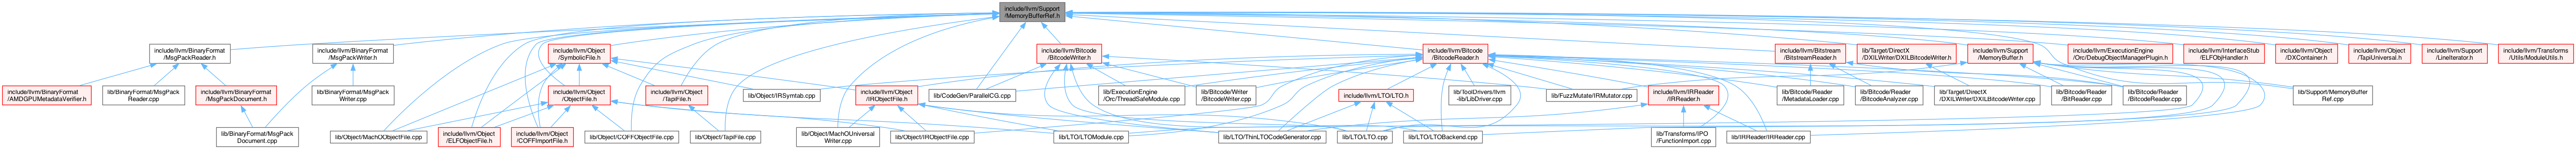 include/llvm/Support
/MemoryBufferRef.h
include/llvm/BinaryFormat
/MsgPackReader.h
include/llvm/BinaryFormat
/MsgPackWriter.h
include/llvm/Object
/SymbolicFile.h
include/llvm/Bitcode
/BitcodeWriter.h
include/llvm/Bitcode
/BitcodeReader.h
include/llvm/Bitstream
/BitstreamReader.h
lib/Target/DirectX
/DXILWriter/DXILBitcodeWriter.h
include/llvm/Support
/MemoryBuffer.h
include/llvm/ExecutionEngine
/Orc/DebugObjectManagerPlugin.h
include/llvm/InterfaceStub
/ELFObjHandler.h
include/llvm/Object
/DXContainer.h
include/llvm/Object
/TapiUniversal.h
include/llvm/Support
/LineIterator.h
include/llvm/Transforms
/Utils/ModuleUtils.h
include/llvm/BinaryFormat
/AMDGPUMetadataVerifier.h
lib/BinaryFormat/MsgPack
Reader.cpp
include/llvm/BinaryFormat
/MsgPackDocument.h
lib/BinaryFormat/MsgPack
Writer.cpp
include/llvm/Object
/ObjectFile.h
include/llvm/Object
/TapiFile.h
lib/Object/IRSymtab.cpp
include/llvm/Object
/IRObjectFile.h
lib/CodeGen/ParallelCG.cpp
lib/ExecutionEngine
/Orc/ThreadSafeModule.cpp
lib/Bitcode/Writer
/BitcodeWriter.cpp
include/llvm/LTO/LTO.h
lib/ToolDrivers/llvm
-lib/LibDriver.cpp
lib/FuzzMutate/IRMutator.cpp
include/llvm/IRReader
/IRReader.h
lib/Bitcode/Reader
/MetadataLoader.cpp
lib/Bitcode/Reader
/BitcodeAnalyzer.cpp
lib/Target/DirectX
/DXILWriter/DXILBitcodeWriter.cpp
lib/Bitcode/Reader
/BitReader.cpp
lib/Bitcode/Reader
/BitcodeReader.cpp
lib/Support/MemoryBuffer
Ref.cpp
lib/BinaryFormat/MsgPack
Document.cpp
lib/Object/MachOObjectFile.cpp
include/llvm/Object
/ELFObjectFile.h
include/llvm/Object
/COFFImportFile.h
lib/Object/COFFObjectFile.cpp
lib/Object/TapiFile.cpp
lib/Object/MachOUniversal
Writer.cpp
lib/Object/IRObjectFile.cpp
lib/LTO/LTOModule.cpp
lib/LTO/ThinLTOCodeGenerator.cpp
lib/LTO/LTO.cpp
lib/LTO/LTOBackend.cpp
lib/Transforms/IPO
/FunctionImport.cpp
lib/IRReader/IRReader.cpp